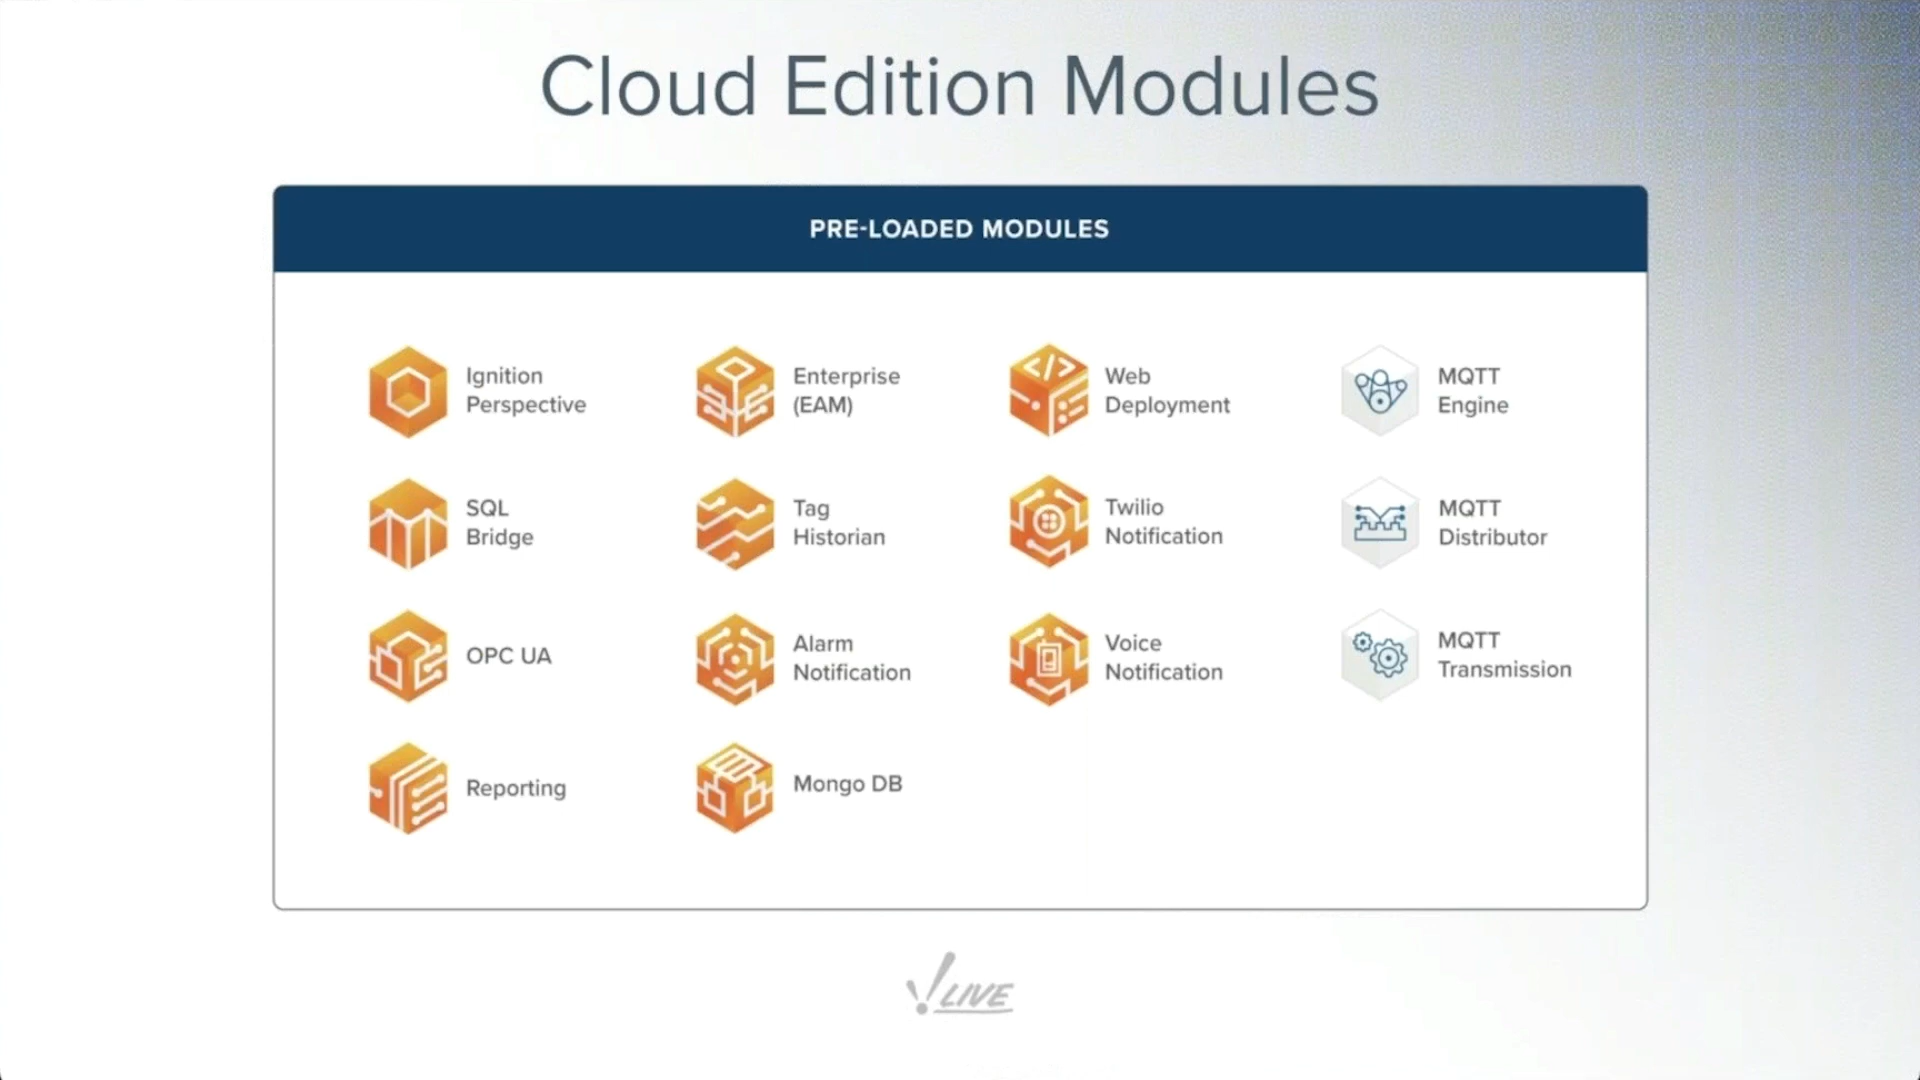 Cloud Edition Modules
PRE-LOADED MODULES
Ignition
Perspective
Enterprise
(EAM)
Web
Deployment
MQTT
Engine
SQL
Bridge
Tag
Historian
Twilio
Notification
MQTT
Distributor
OPC UA
Alarm
Notification
Voice
Notification
MQTT
Transmission
Reporting
Mongo DB
LIVE